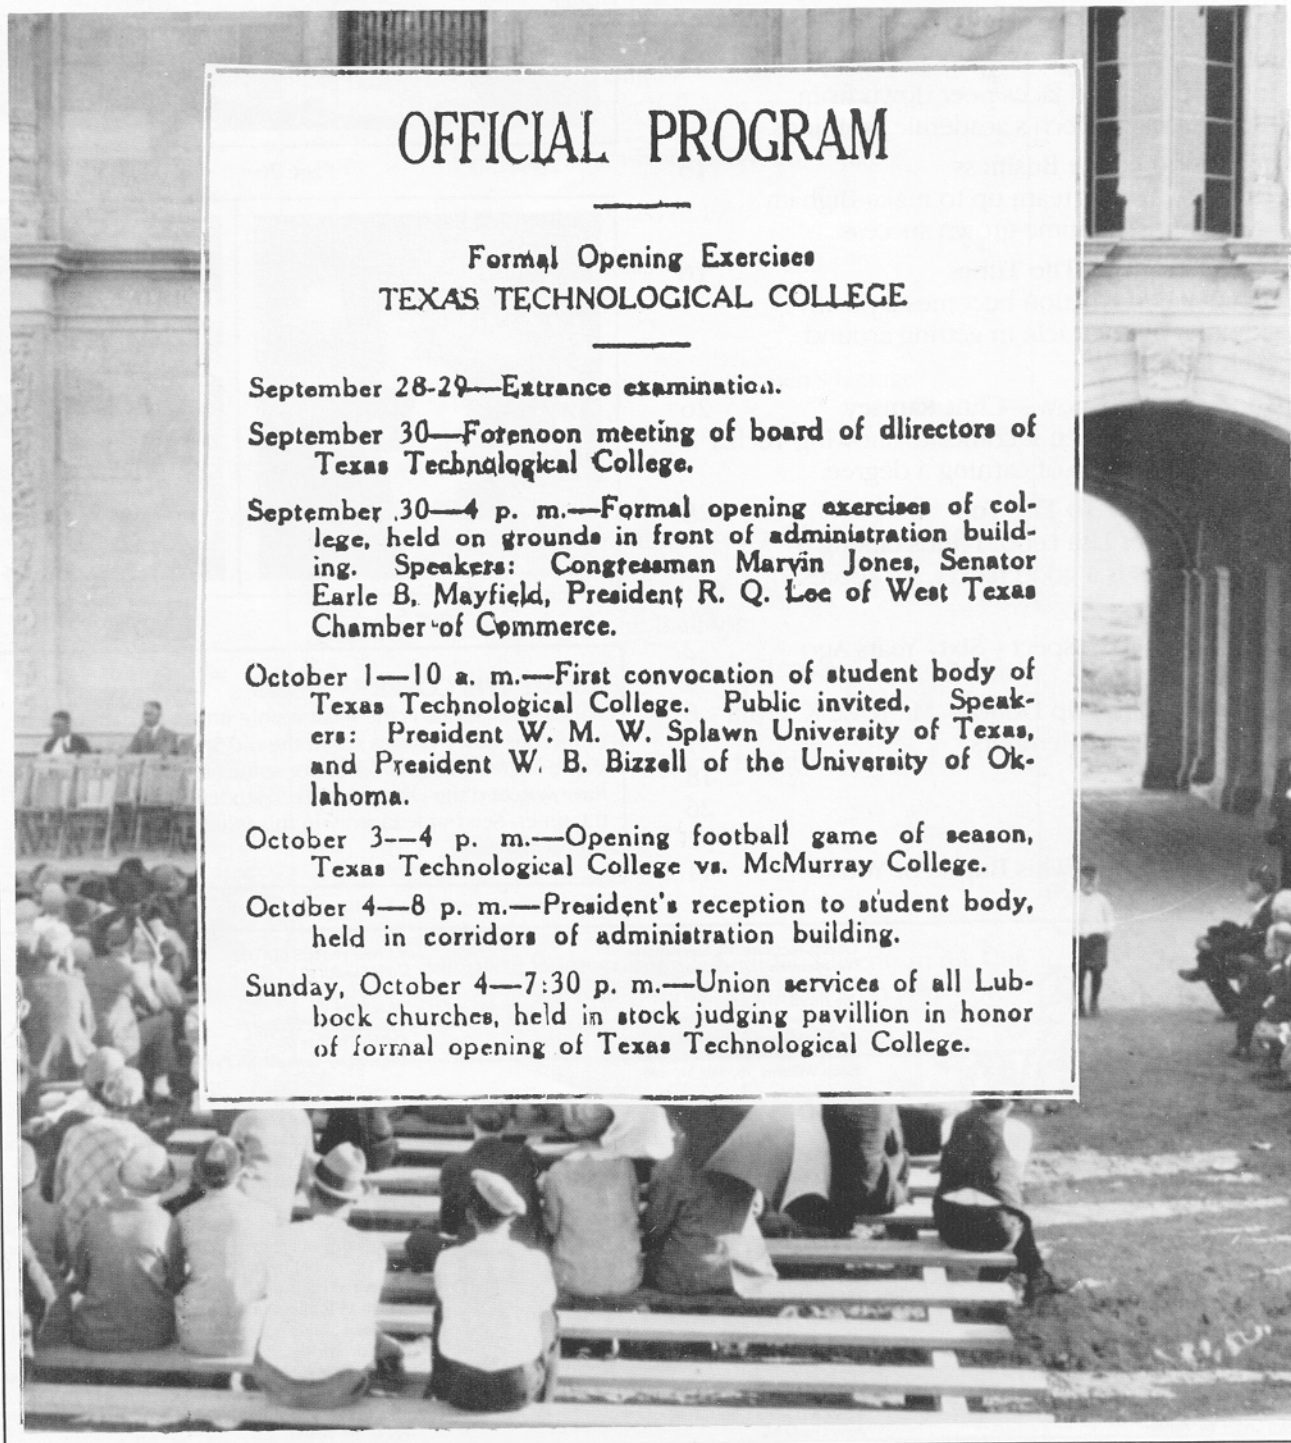 OFFICIAL PROGRAM
Formal Opening Exercises
TEXAS TECHNOLOGICAL COLLEGE
September 28-29—Extrance examination.
September 30—Forenoon meeting of board of dlirectors of
Texas Technological College.
September 30—4 p. m.—Formal opening exercises of col-
lege, held on grounds in front of administration build-
ing. Speakers: Congressman Marvin Jones, Senator
Earle B. Mayfield, President R. Q. Lee of West Texas
Chamber of Commerce.
October 1—10 a. m.—First convocation of student body of
Texas Technological College. Public invited. Speak-
ers: President W. M. W. Splawn University of Texas,
and President W. B. Bizzell of the University of Ok-
lahoma.
October 3—4 p. m.—Opening football game of season,
Texas Technological College vs. McMurray College.
October 4—8 p. m.—President's reception to student body,
held in corridors of administration building.
Sunday, October 4—7:30 p. m.—Union services of all Lub-
bock churches, held in stock judging pavillion in honor
of formal opening of Texas Technological College.